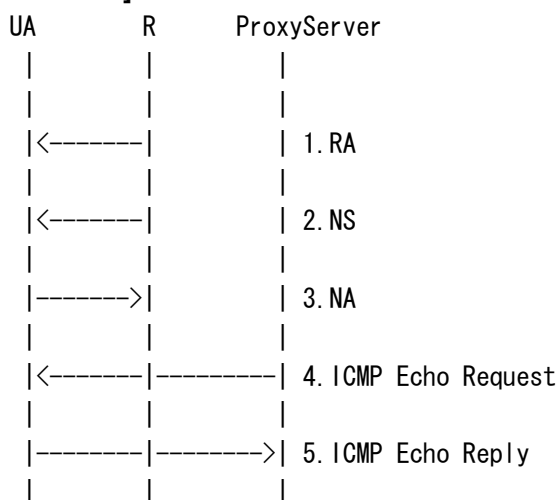 UA R ProxyServer
| | |
| | |
|<-------| | 1.RA
| | |
|<-------| | 2.NS
| | |
|------->| | 3.NA
| | |
|<-------|---------| 4.ICMP Echo Request
| | |
|--------|-------->| 5.ICMP Echo Reply
| | |